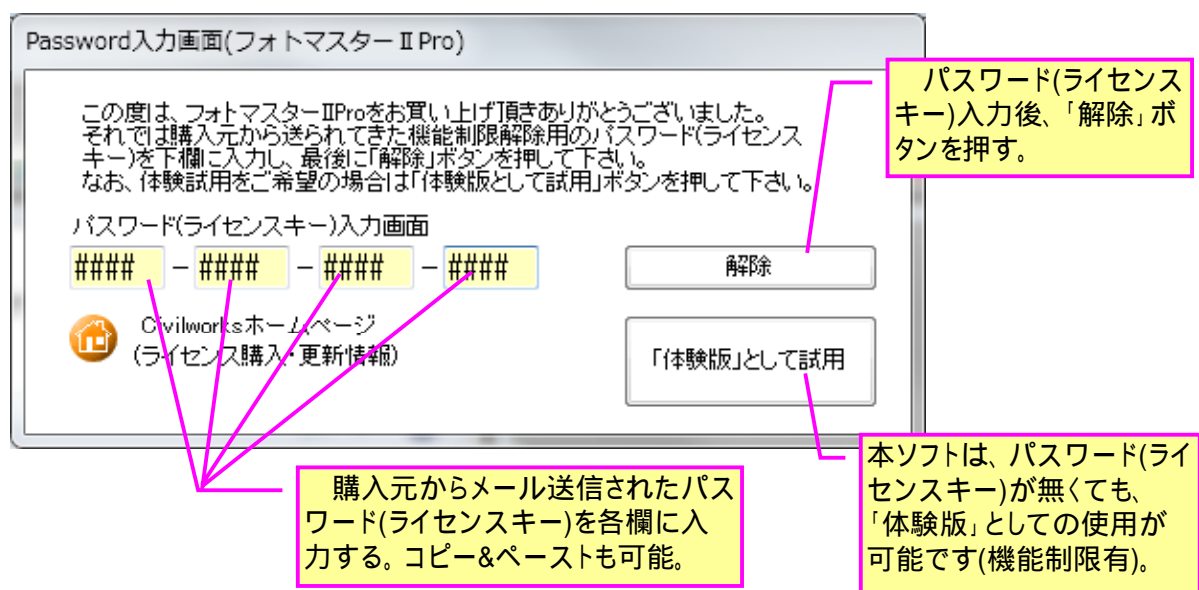 Password入力画面(フォトマスターⅡPro)
この度は、フォトマスターⅡProをお買い上げ頂きありがとうございました。
それでは購入元から送られてきた機能制限解除用のパスワード(ライセンス
キー)を下欄に入力し、最後に「解除」ボタンを押して下さい。
なお、体験試用をご希望の場合は「体験版として試用」ボタンを押して下さい。
パスワード(ライセンスキー)入力画面
#### － #### － #### － ####
解除
Civilworksホームページ
(ライセンス購入・更新情報)
「体験版」として試用
パスワード(ライセンス
キー)入力後、「解除」ボ
タンを押す。
購入元からメール送信されたパス
ワード(ライセンスキー)を各欄に入
力する。コピー&ペーストも可能。
本ソフトは、パスワード(ライ
センスキー)が無くても、
「体験版」としての使用が
可能です(機能制限有)。